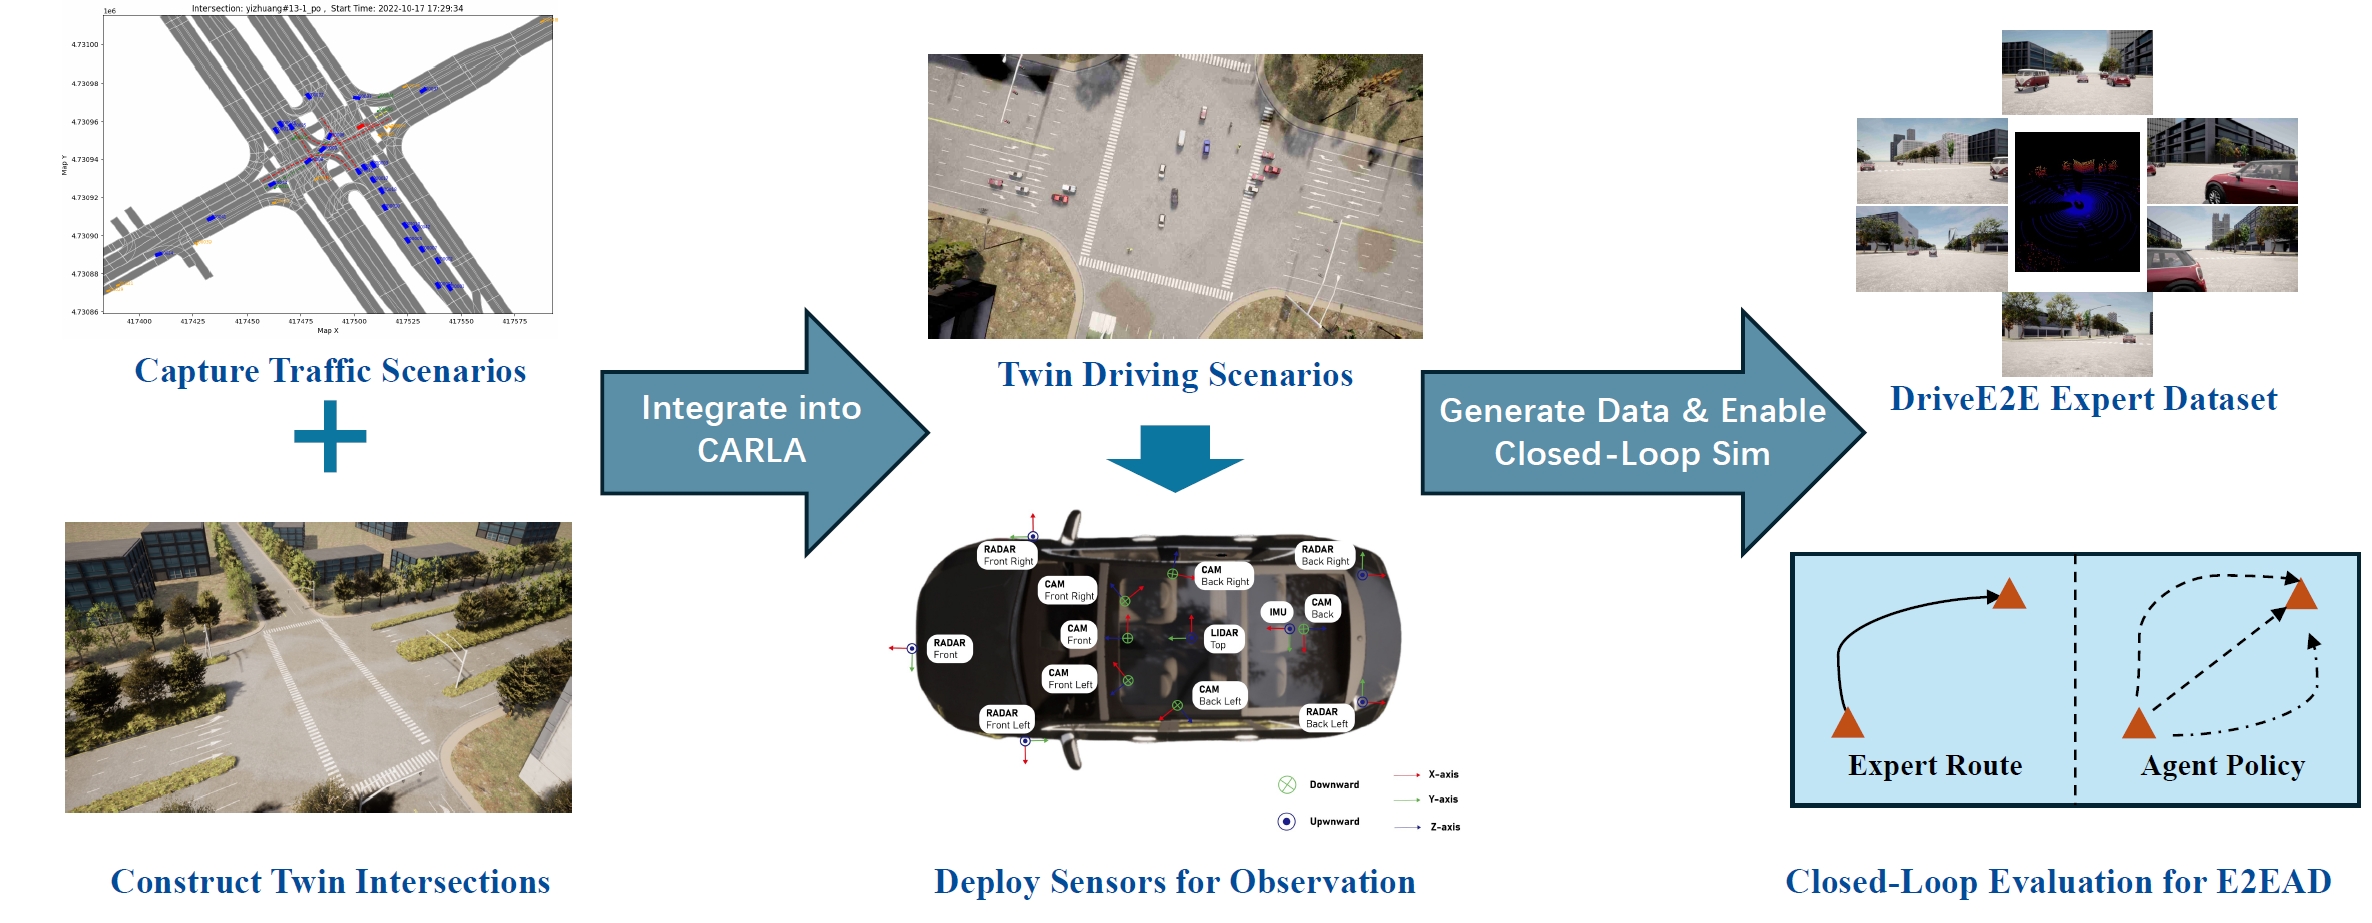 Intersection: yizhuang#13-1_po , Start Time: 2022-10-17 17:29:34
1e6
4.73100
4.73098
4.73096
4.73094
4.73092
4.73090
4.73088
4.73086
Map Y
417400 417425 417450 417475 417500 417525 417550 417575
Map X
Capture Traffic Scenarios
Construct Twin Intersections
Integrate into
CARLA
Twin Driving Scenarios
RADAR
Front Right
RADAR
Back Right
CAM
Back Right
CAM
Front Right
IMU
CAM
Back
CAM
Front
LIDAR
Top
RADAR
Front
CAM
Front Left
CAM
Back Left
RADAR
Front Left
RADAR
Back Left
Downward
Upwnward
X-axis
Y-axis
Z-axis
Deploy Sensors for Observation
Generate Data & Enable
Closed-Loop Sim
DriveE2E Expert Dataset
Expert Route
Agent Policy
Closed-Loop Evaluation for E2EAD